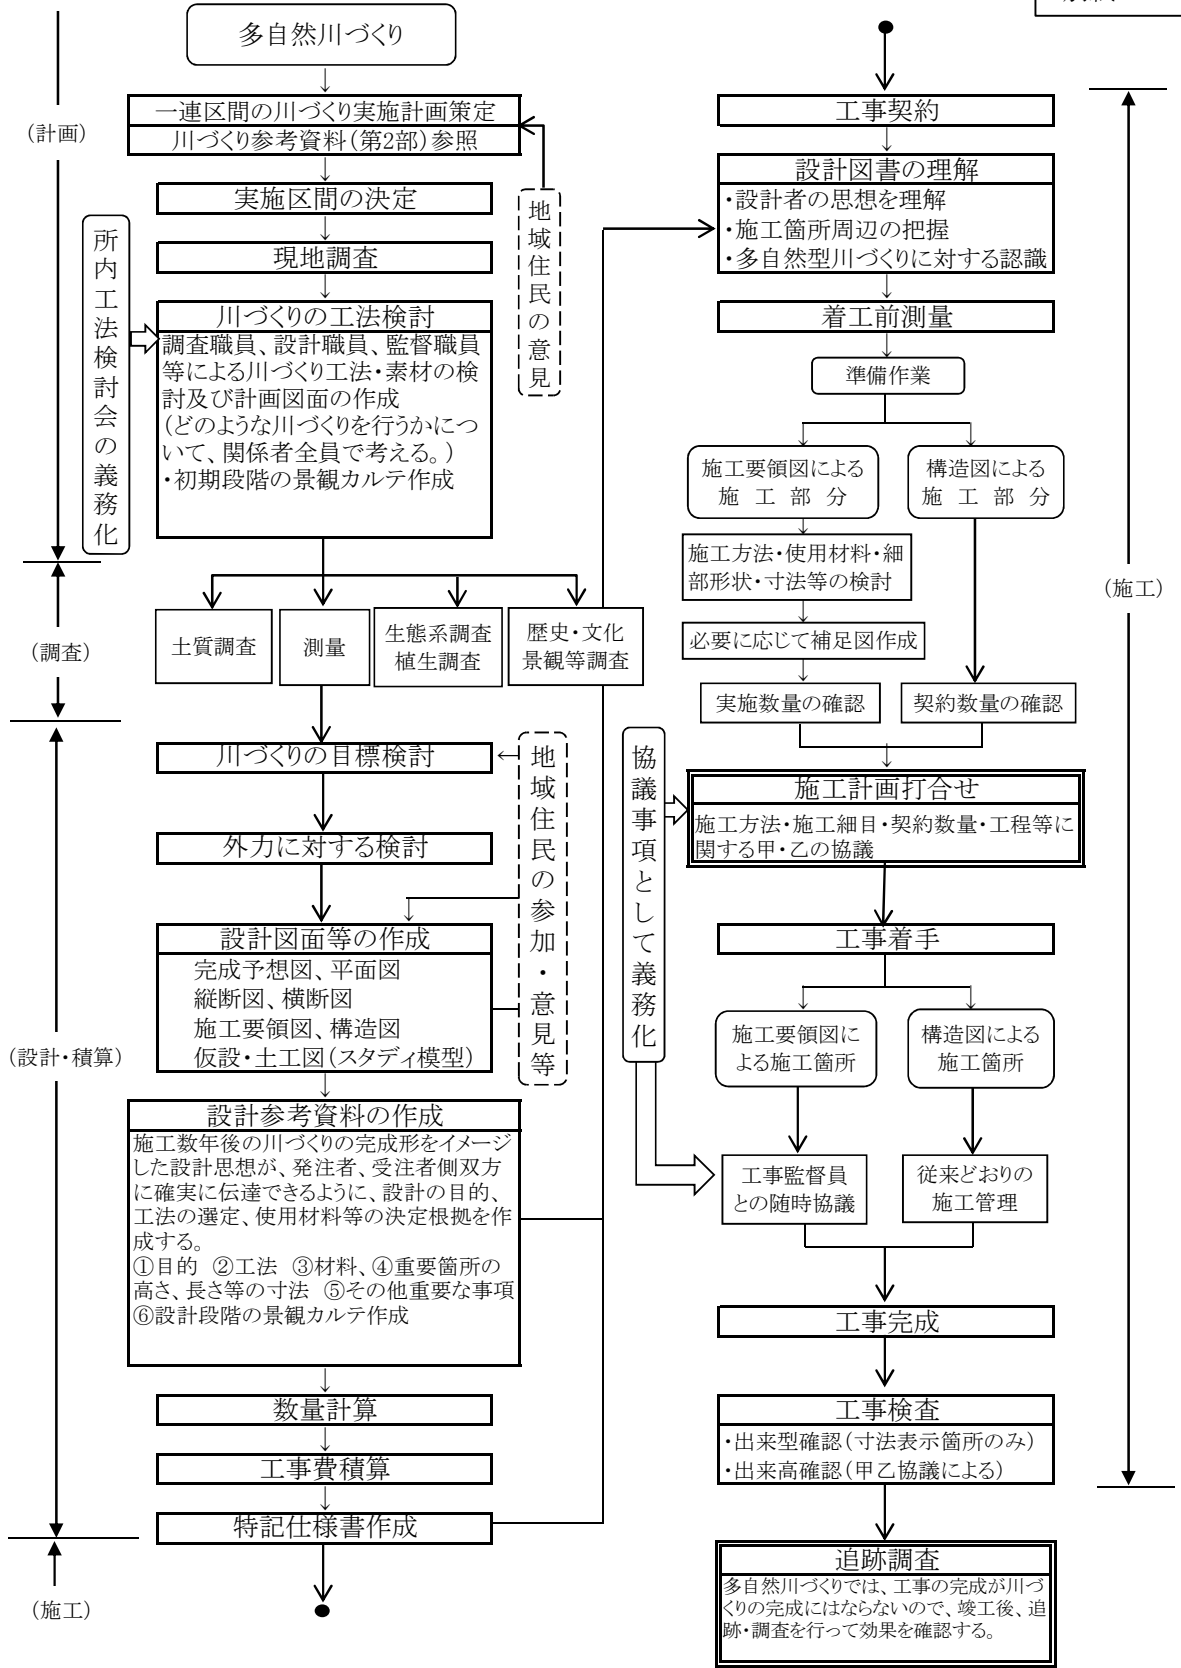 多自然川づくり
(計画)
一連区間の川づくり実施計画策定
川づくり参考資料(第2部)参照
実施区間の決定
現地調査
地域住民の意見
所内工法検討会の義務化
川づくりの工法検討
調査職員、設計職員、監督職員
等による川づくり工法・素材の検
討及び計画図面の作成
(どのような川づくりを行うかにつ
いて、関係者全員で考える。)
・初期段階の景観カルテ作成
(調査)
土質調査
測量
生態系調査
植生調査
歴史・文化
景観等調査
川づくりの目標検討
地域住民の参加・意見等
外力に対する検討
(設計・積算)
設計図面等の作成
完成予想図、平面図
縦断図、横断図
施工要領図、構造図
仮設・土工図(スタディ模型)
設計参考資料の作成
施工数年後の川づくりの完成形をイメージ
した設計思想が、発注者、受注者側双方
に確実に伝達できるように、設計の目的、
工法の選定、使用材料等の決定根拠を作
成する。
①目的 ②工法 ③材料、④重要箇所の
高さ、長さ等の寸法 ⑤その他重要な事項
⑥設計段階の景観カルテ作成
数量計算
工事費積算
特記仕様書作成
(施工)
工事契約
設計図書の理解
・設計者の思想を理解
・施工箇所周辺の把握
・多自然型川づくりに対する認識
着工前測量
準備作業
施工要領図による
施 工 部 分
構造図による
施 工 部 分
施工方法・使用材料・細
部形状・寸法等の検討
必要に応じて補足図作成
実施数量の確認
契約数量の確認
(施工)
協議事項として義務化
施工計画打合せ
施工方法・施工細目・契約数量・工程等に
関する甲・乙の協議
工事着手
施工要領図に
よる施工箇所
構造図による
施工箇所
工事監督員
との随時協議
従来どおりの
施工管理
工事完成
工事検査
・出来型確認(寸法表示箇所のみ)
・出来高確認(甲乙協議による)
追跡調査
多自然川づくりでは、工事の完成が川づ
くりの完成にはならないので、竣工後、追
跡・調査を行って効果を確認する。